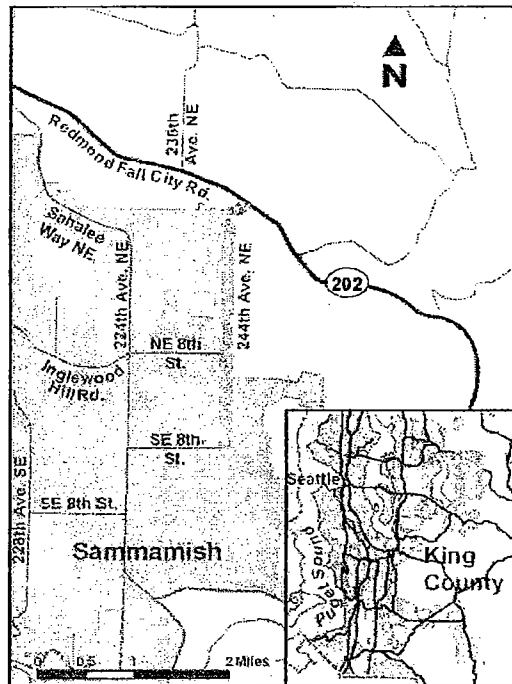 N
236th
Ave. NE
Redmond Fall City Rd.
Sahalee
Way NE
224th Ave. NE
244th Ave. NE
202
NE 8th
St.
Inglewood
Hill Rd.
SE 8th
St.
228th Ave. SE
SE 8th St.
Sammamish
Seattle
Puget Sound
King
County
0 0.5 1 2 Miles